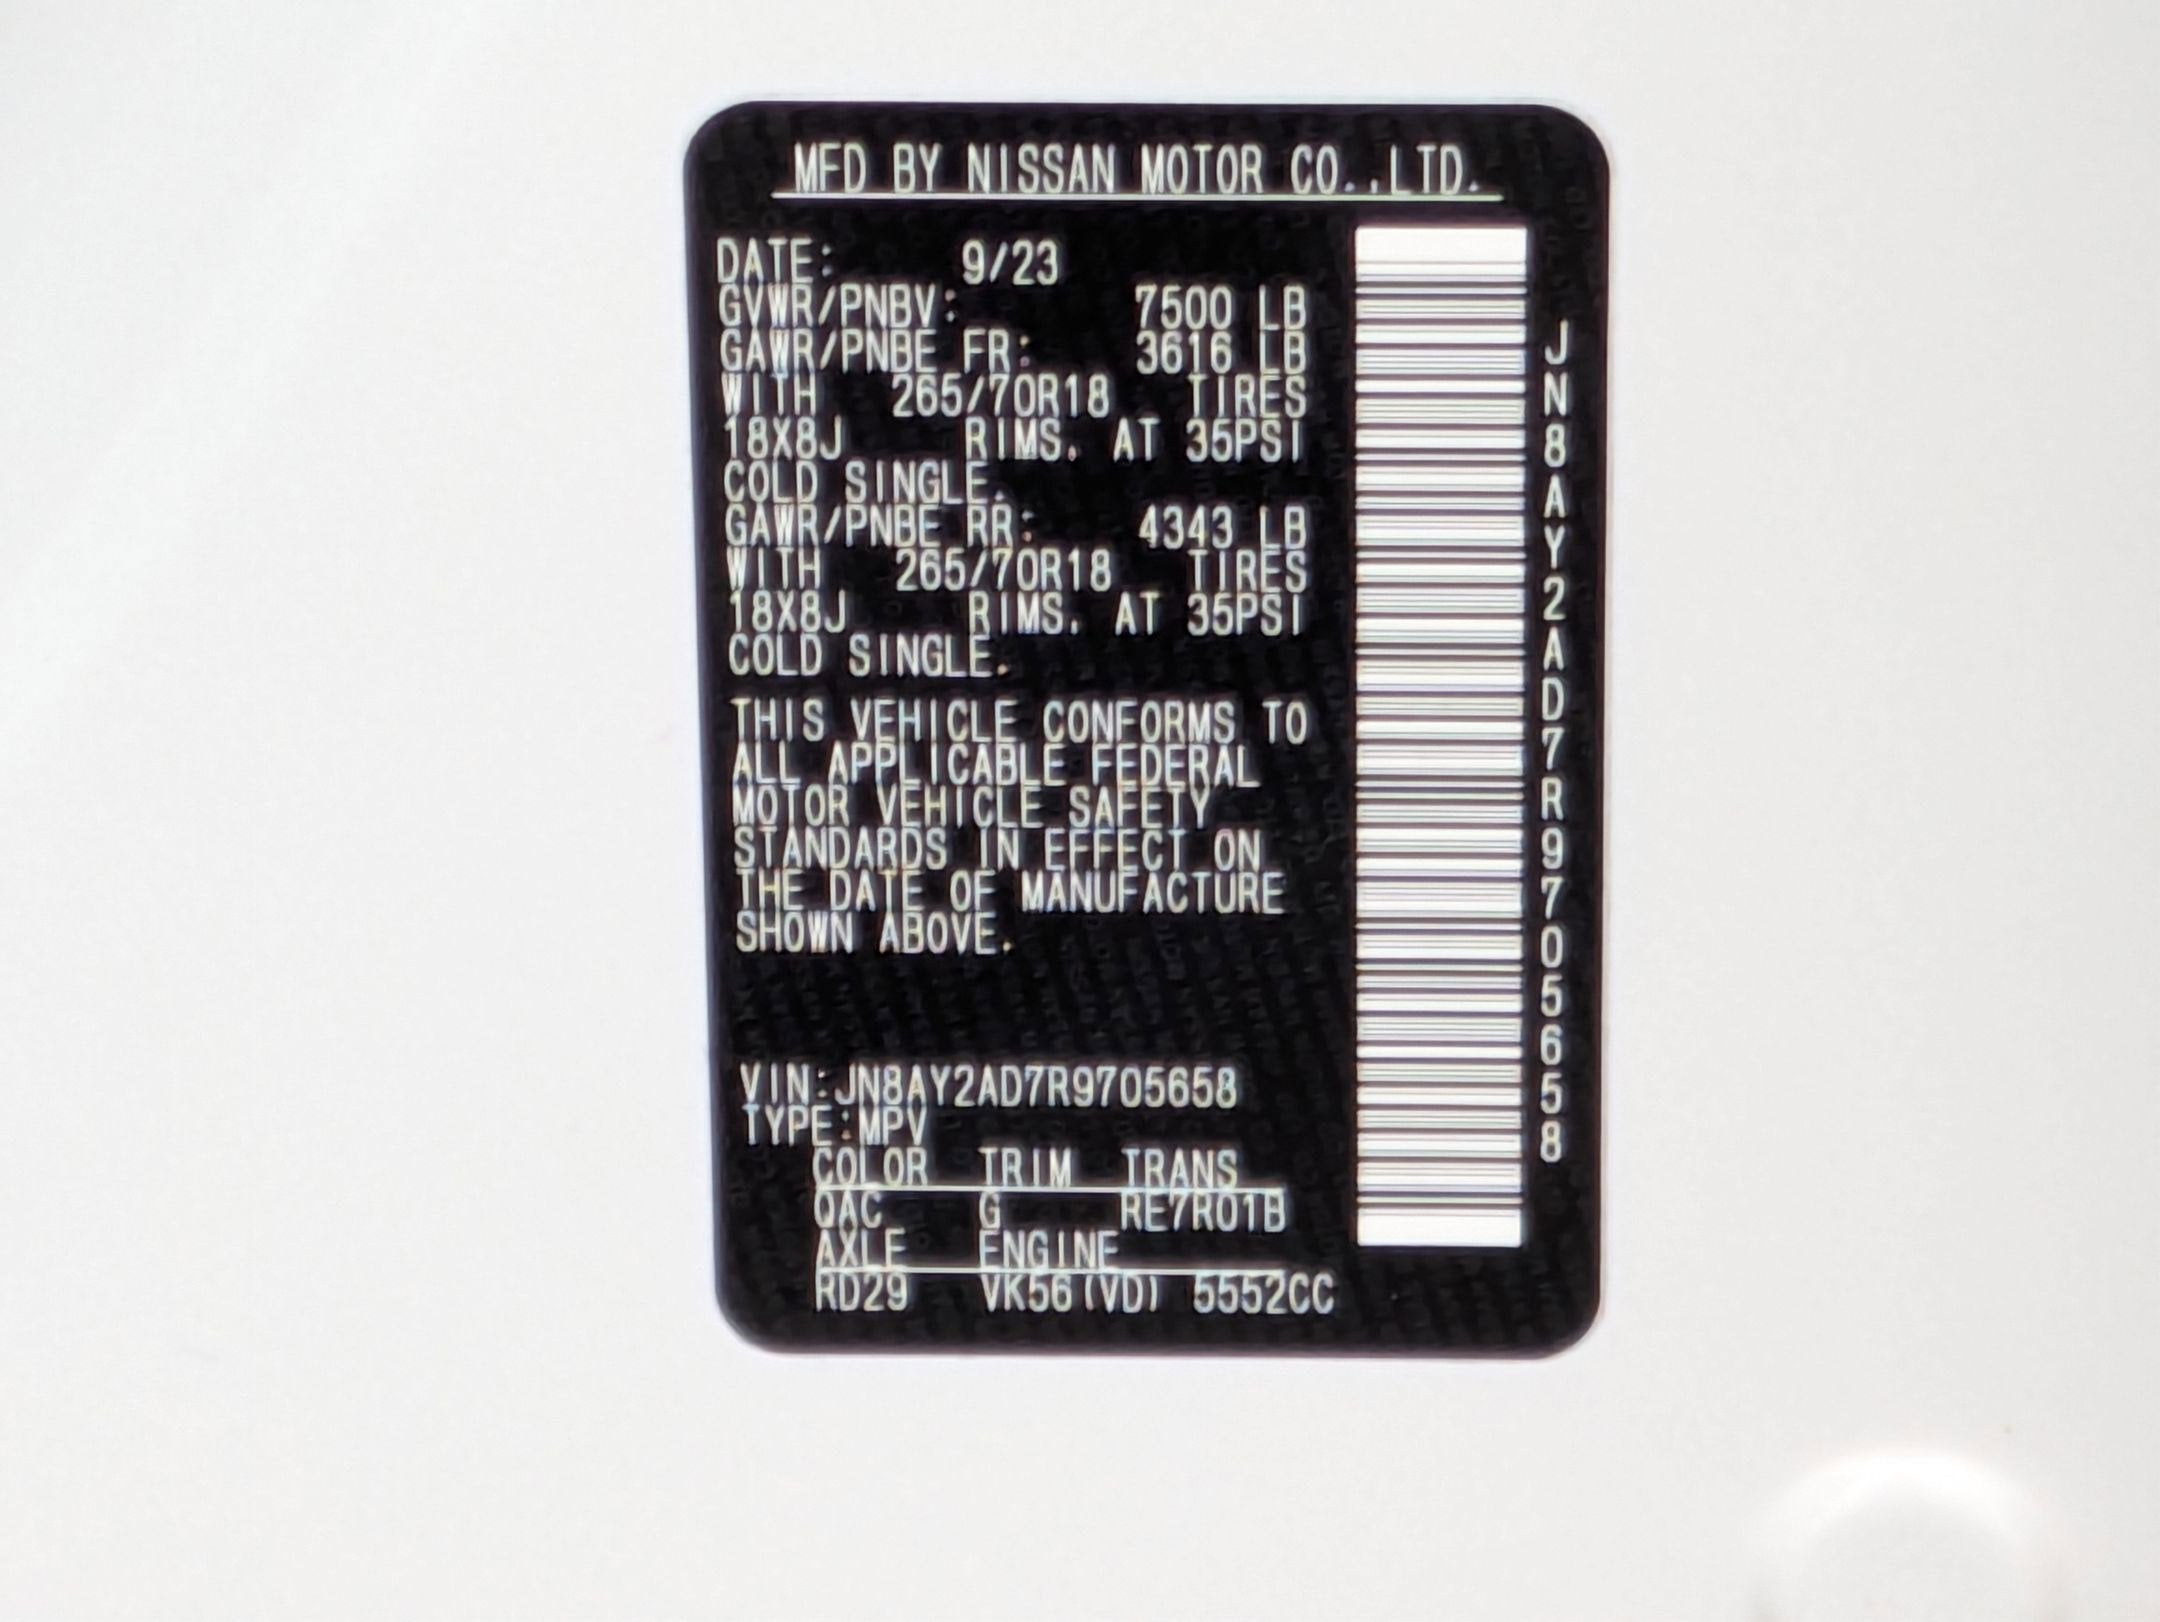 MFD BY NISSAN MOTOR CO.,LTD.
DATE: 9/23
GVWR/PNBV: 7500 LB
GAWR/PNBE FR: 3616 LB
WITH 265/70R18 TIRES
18X8J RIMS. AT 35PSI
COLD SINGLE.
GAWR/PNBE RR: 4343 LB
WITH 265/70R18 TIRES
18X8J RIMS. AT 35PSI
COLD SINGLE.
THIS VEHICLE CONFORMS TO
ALL APPLICABLE FEDERAL
MOTOR VEHICLE SAFETY
STANDARDS IN EFFECT ON
THE DATE OF MANUFACTURE
SHOWN ABOVE.
VIN:JN8AY2AD7R9705658
TYPE:MPV
COLOR TRIM TRANS
QAC G RE7R01B
AXLE ENGINE
RD29 VK56(VD) 5552CC
JN8AY2AD7R9705658